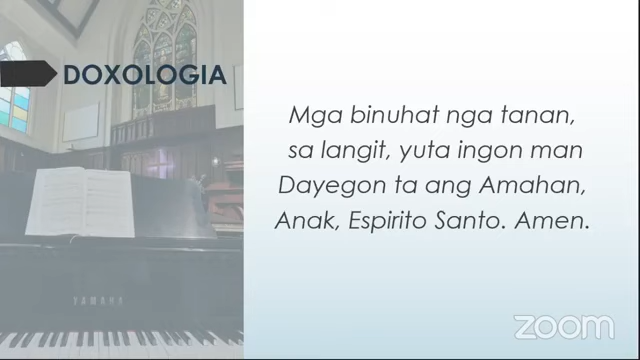 DOXOLOGIA
Mga binuhat nga tanan,
sa langit, yuta ingon man
Dayegon ta ang Amahan,
Anak, Espirito Santo. Amen.
YAMAHA
zoom